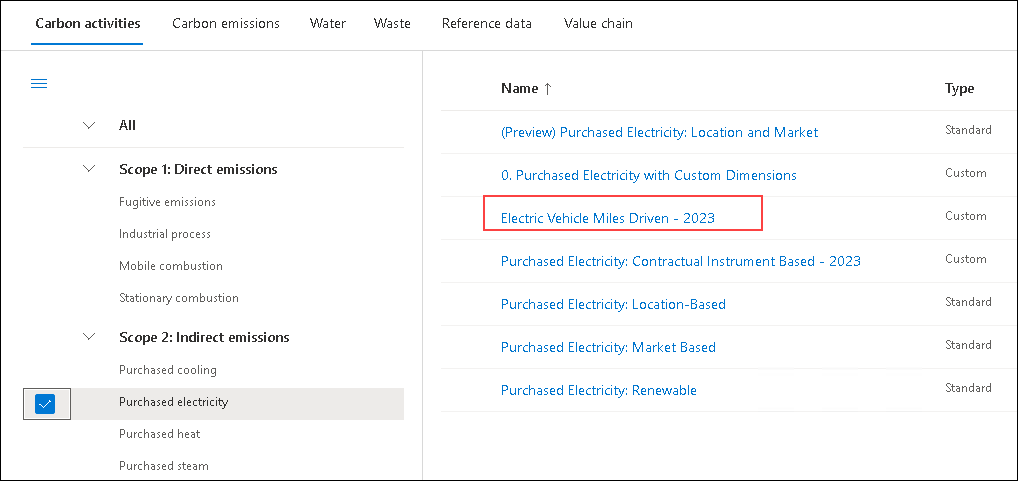 Carbon activities Carbon emissions Water Waste Reference data Value chain
All
Scope 1: Direct emissions
Fugitive emissions
Industrial process
Mobile combustion
Stationary combustion
Scope 2: Indirect emissions
Purchased cooling
Purchased electricity
Purchased heat
Purchased steam
Name ↑ Type
(Preview) Purchased Electricity: Location and Market Standard
0. Purchased Electricity with Custom Dimensions Custom
Electric Vehicle Miles Driven - 2023 Custom
Purchased Electricity: Contractual Instrument Based - 2023 Custom
Purchased Electricity: Location-Based Standard
Purchased Electricity: Market Based Standard
Purchased Electricity: Renewable Standard